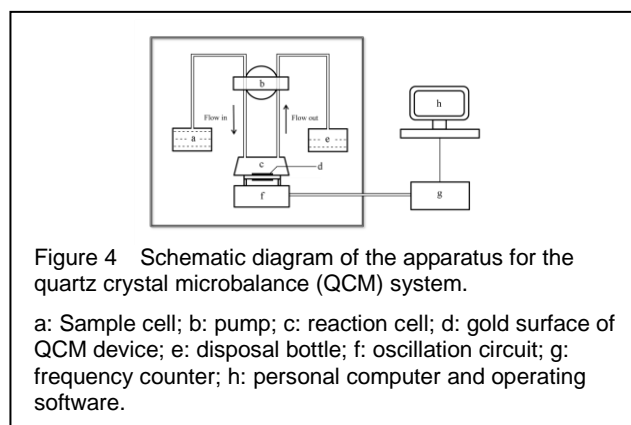 b
Flow in
Flow out
a
e
h
c
d
f
g
Figure 4 Schematic diagram of the apparatus for the
quartz crystal microbalance (QCM) system.
a: Sample cell; b: pump; c: reaction cell; d: gold surface of
QCM device; e: disposal bottle; f: oscillation circuit; g:
frequency counter; h: personal computer and operating
software.